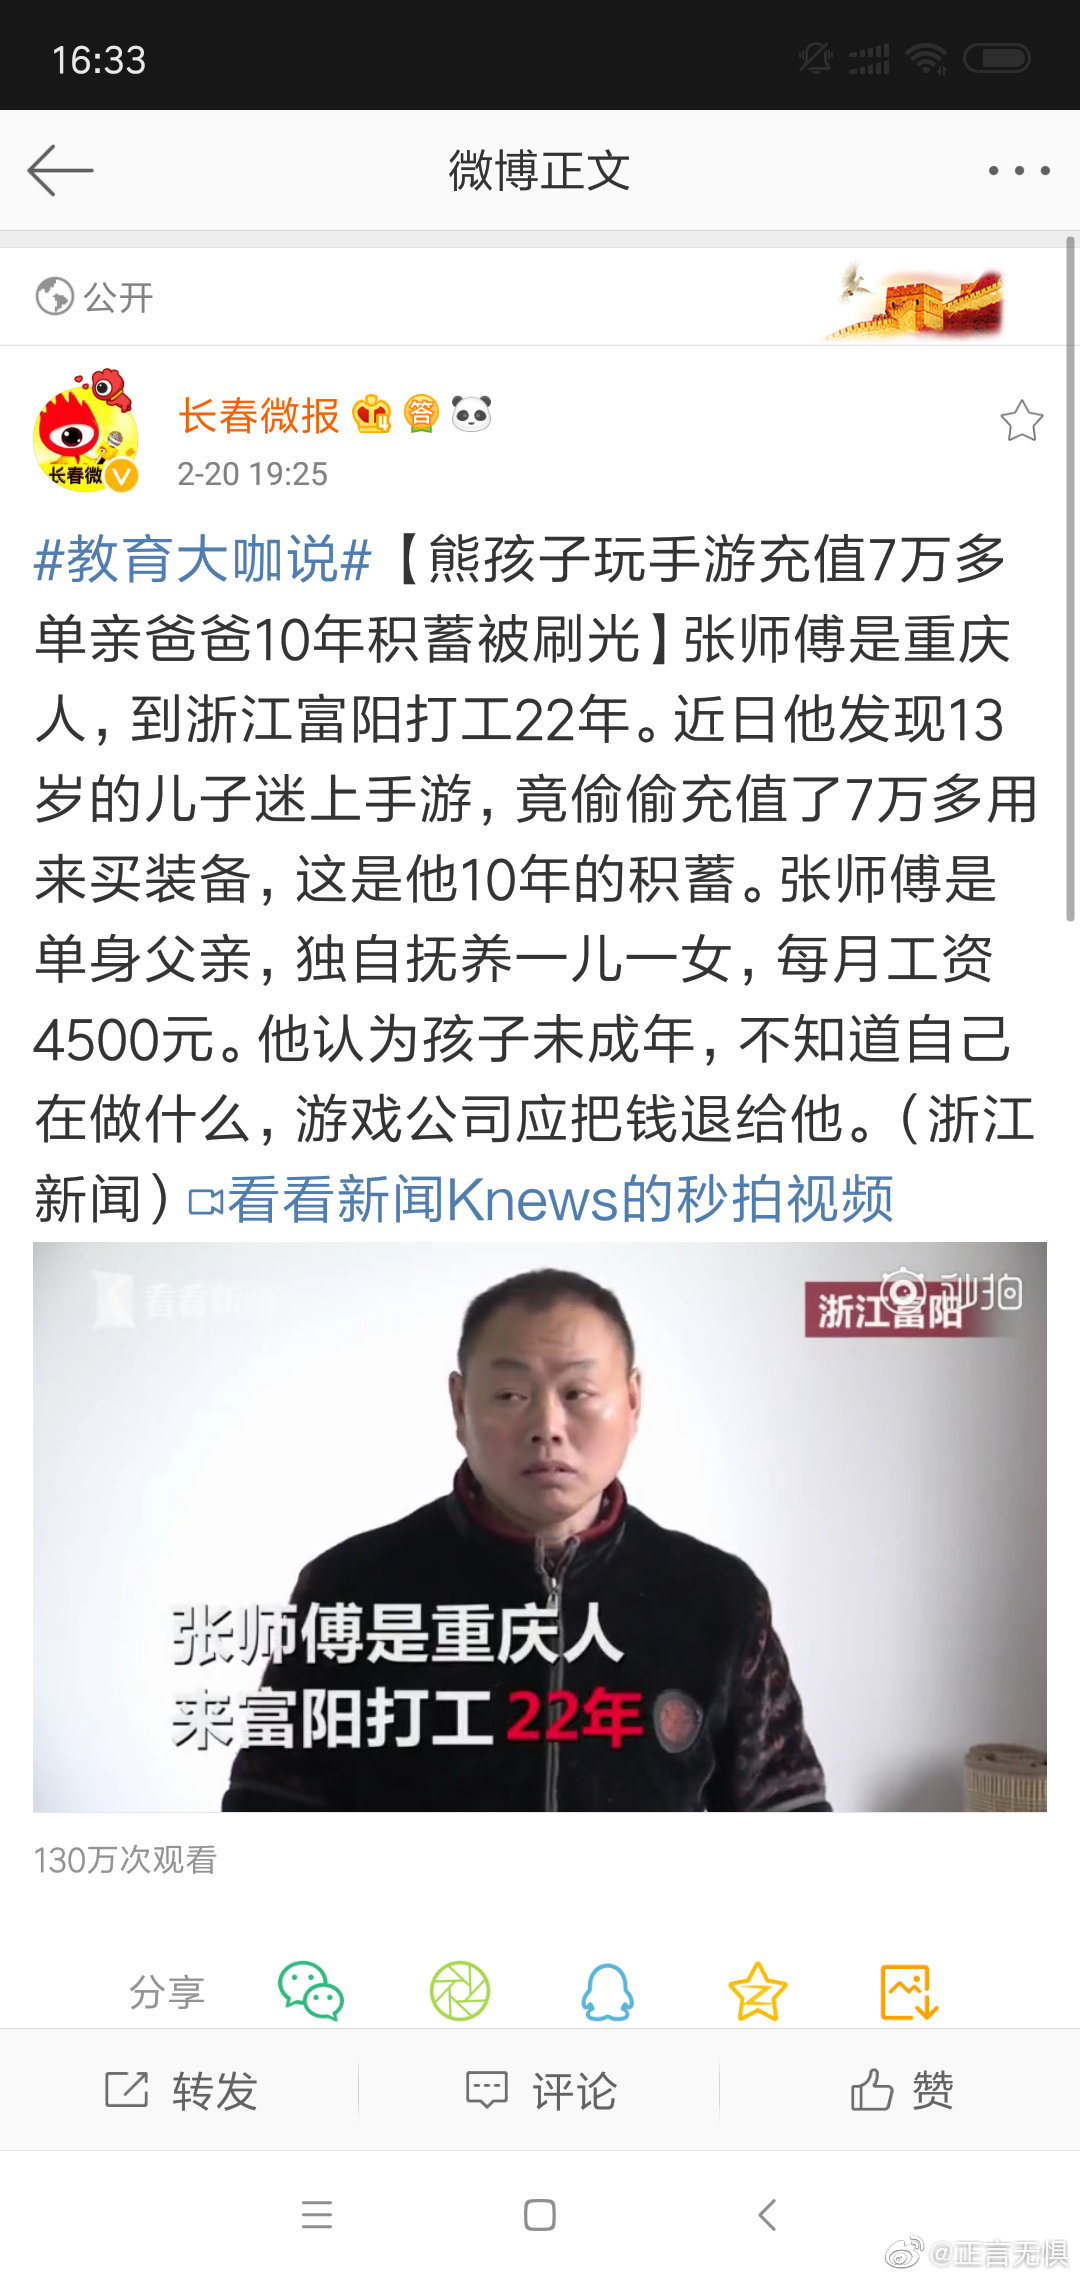 16:33
微博正文
公开
长春微报
4
答
长春微
V
2-20 19:25
#教育大咖说#【熊孩子玩手游充值7万多
单亲爸爸10年积蓄被刷光】张师傅是重庆
人，到浙江富阳打工22年。近日他发现13
岁的儿子迷上手游，竟偷偷充值了7万多用
来买装备，这是他10年的积蓄。张师傅是
单身父亲，独自抚养一儿一女，每月工资
4500元。他认为孩子未成年，不知道自己
在做什么，游戏公司应把钱退给他。（浙江
新闻）看看新闻Knews的秒拍视频
看看新闻
秒拍
浙江富阳
张师傅是重庆人
来富阳打工22年
130万次观看
分享
转发
评论
赞
@正言无惧